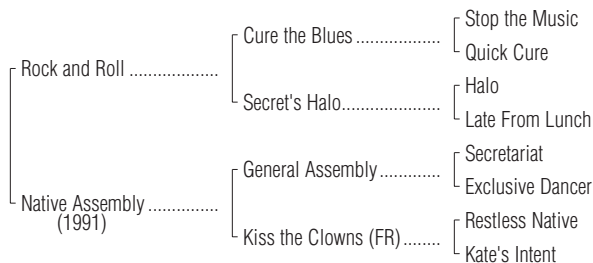 Stop the Music
Cure the Blues ..................
Quick Cure
Rock and Roll ...................
Halo
Secret's Halo.....................
Late From Lunch
Secretariat
General Assembly.............
Exclusive Dancer
Native Assembly ...............
(1991)
Restless Native
Kiss the Clowns (FR)........
Kate's Intent